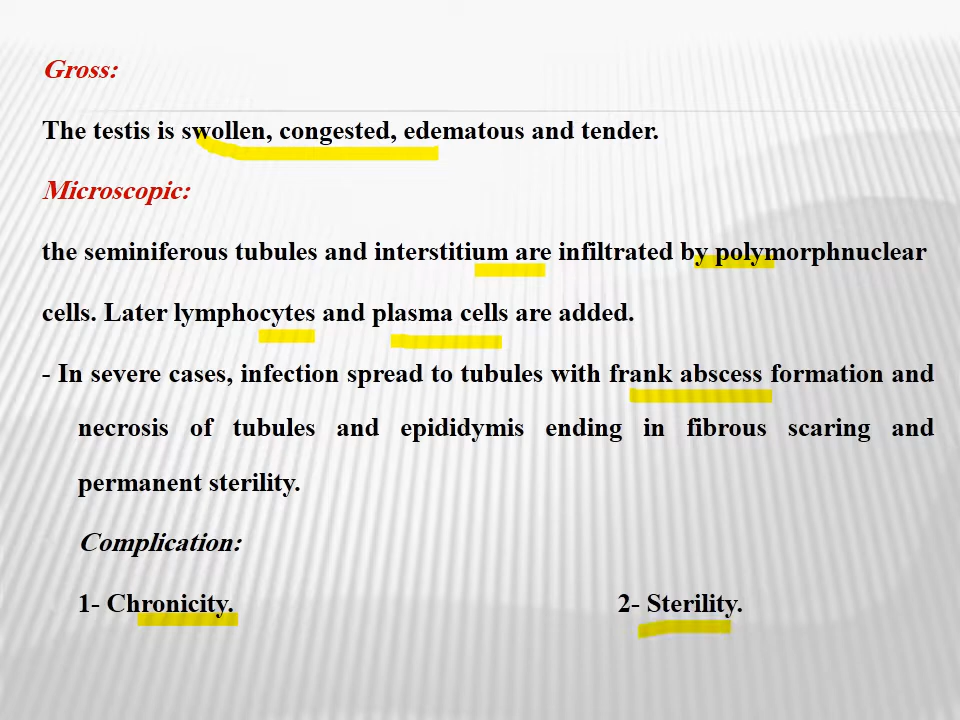 Gross:
The testis is swollen, congested, edematous and tender.
Microscopic:
the seminiferous tubules and interstitium are infiltrated by polymorphnuclear
cells. Later lymphocytes and plasma cells are added.
- In severe cases, infection spread to tubules with frank abscess formation and
necrosis of tubules and epididymis ending in fibrous scaring and
permanent sterility.
Complication:
1- Chronicity. 2- Sterility.